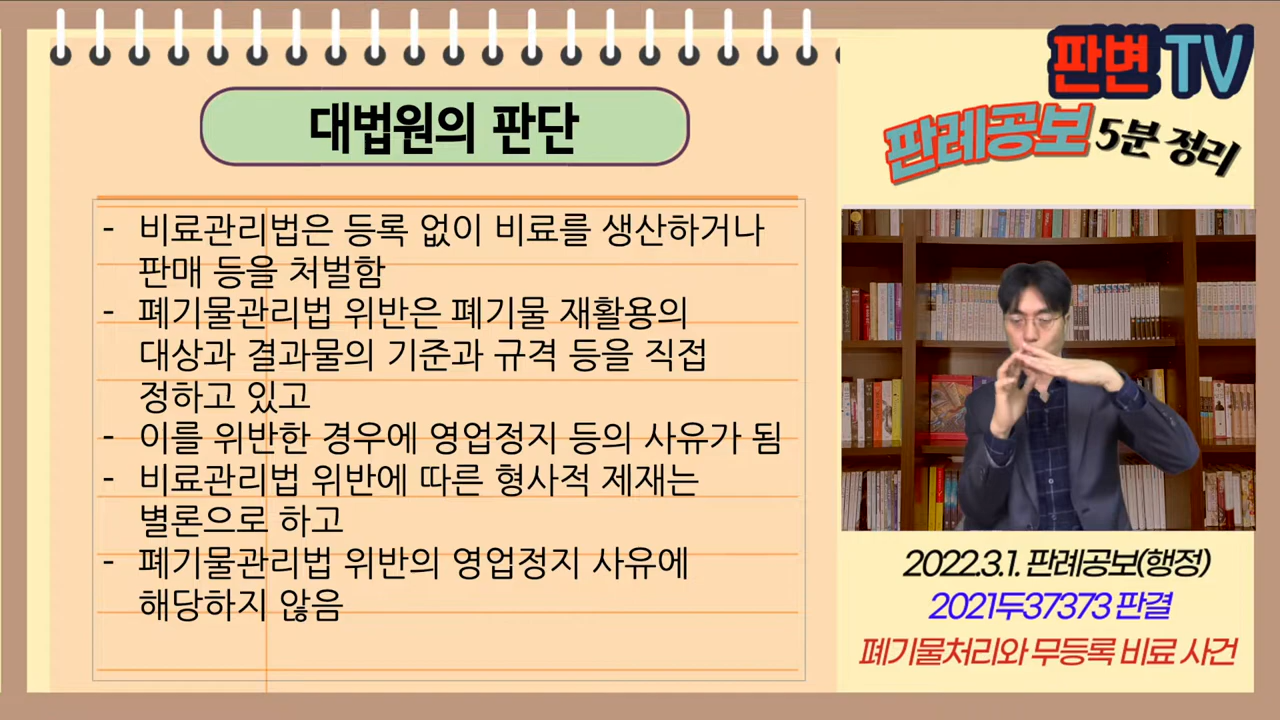 대법원의 판단
- 비료관리법은 등록 없이 비료를 생산하거나
판매 등을 처벌함
- 폐기물관리법 위반은 폐기물 재활용의
대상과 결과물의 기준과 규격 등을 직접
정하고 있고
- 이를 위반한 경우에 영업정지 등의 사유가 됨
- 비료관리법 위반에 따른 형사적 제재는
별론으로 하고
- 폐기물관리법 위반의 영업정지 사유에
해당하지 않음
판변 TV
판례공보 5분 정리
2022.3.1. 판례공보(행정)
2021두37373 판결
폐기물처리와 무등록 비료 사건